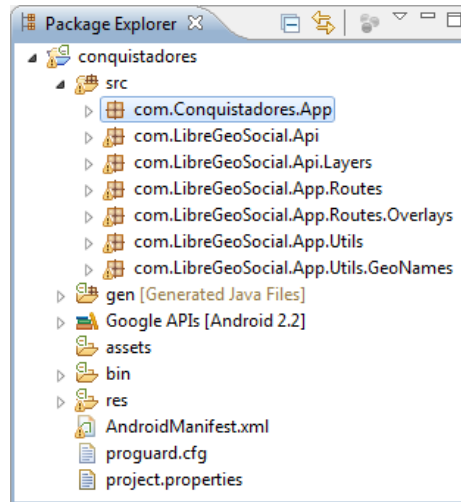 Package Explorer
conquistadores
src
com.Conquistadores.App
com.LibreGeoSocial.Api
com.LibreGeoSocial.Api.Layers
com.LibreGeoSocial.App.Routes
com.LibreGeoSocial.App.Routes.Overlays
com.LibreGeoSocial.App.Utils
com.LibreGeoSocial.App.Utils.GeoNames
gen [Generated Java Files]
Google APIs [Android 2.2]
assets
bin
res
AndroidManifest.xml
proguard.cfg
project.properties